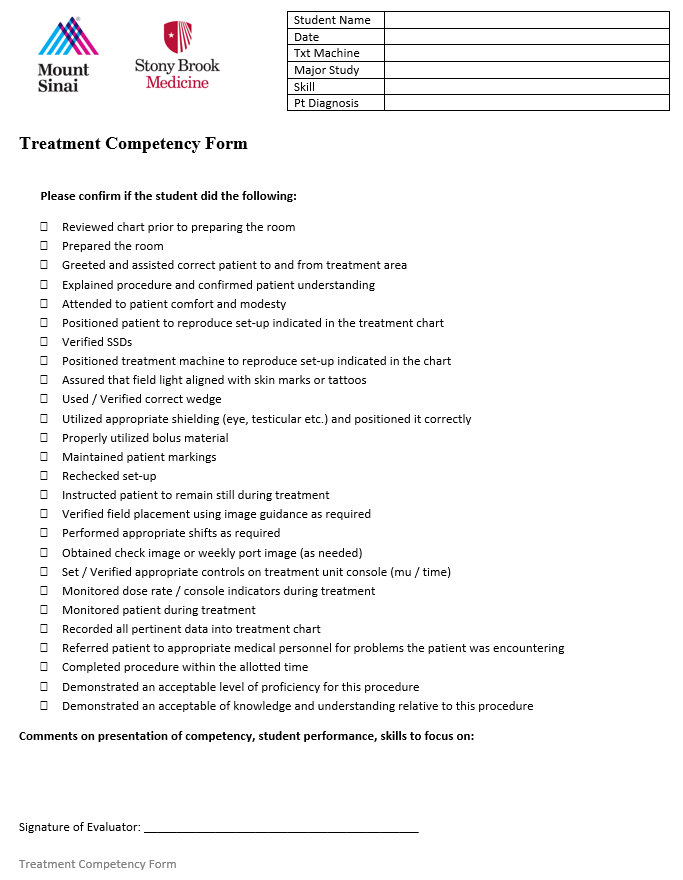 Mount
Sinai
Stony Brook
Medicine
Student Name
Date
Txt Machine
Major Study
Skill
Pt Diagnosis
Treatment Competency Form
Please confirm if the student did the following:
☐ Reviewed chart prior to preparing the room
☐ Prepared the room
☐ Greeted and assisted correct patient to and from treatment area
☐ Explained procedure and confirmed patient understanding
☐ Attended to patient comfort and modesty
☐ Positioned patient to reproduce set-up indicated in the treatment chart
☐ Verified SSDs
☐ Positioned treatment machine to reproduce set-up indicated in the chart
☐ Assured that field light aligned with skin marks or tattoos
☐ Used / Verified correct wedge
☐ Utilized appropriate shielding (eye, testicular etc.) and positioned it correctly
☐ Properly utilized bolus material
☐ Maintained patient markings
☐ Rechecked set-up
☐ Instructed patient to remain still during treatment
☐ Verified field placement using image guidance as required
☐ Performed appropriate shifts as required
☐ Obtained check image or weekly port image (as needed)
☐ Set / Verified appropriate controls on treatment unit console (mu / time)
☐ Monitored dose rate / console indicators during treatment
☐ Monitored patient during treatment
☐ Recorded all pertinent data into treatment chart
☐ Referred patient to appropriate medical personnel for problems the patient was encountering
☐ Completed procedure within the allotted time
☐ Demonstrated an acceptable level of proficiency for this procedure
☐ Demonstrated an acceptable of knowledge and understanding relative to this procedure
Comments on presentation of competency, student performance, skills to focus on:
Signature of Evaluator: ___________________________________________
Treatment Competency Form